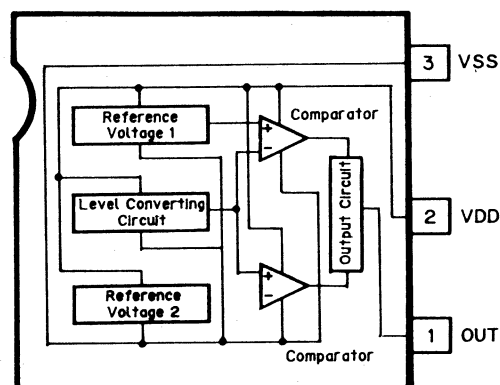 3 VSS
Comparator
Reference
Voltage 1
+
−
Level Converting
Circuit
Output Circuit
2 VDD
+
−
Reference
Voltage 2
1 OUT
Comparator